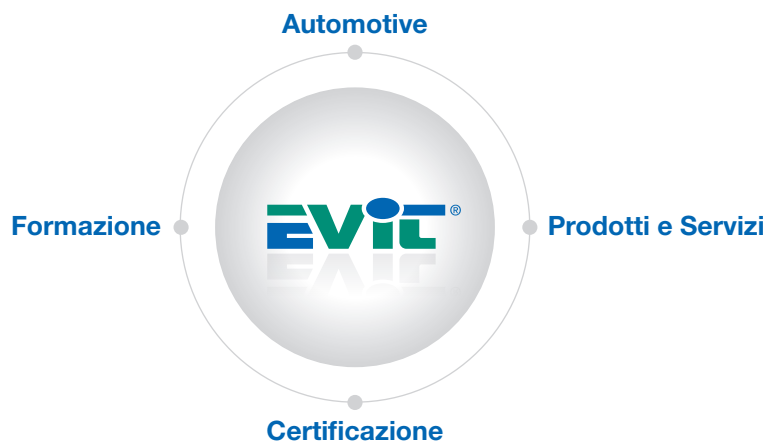 Automotive
Formazione
EViT®
Prodotti e Servizi
Certificazione